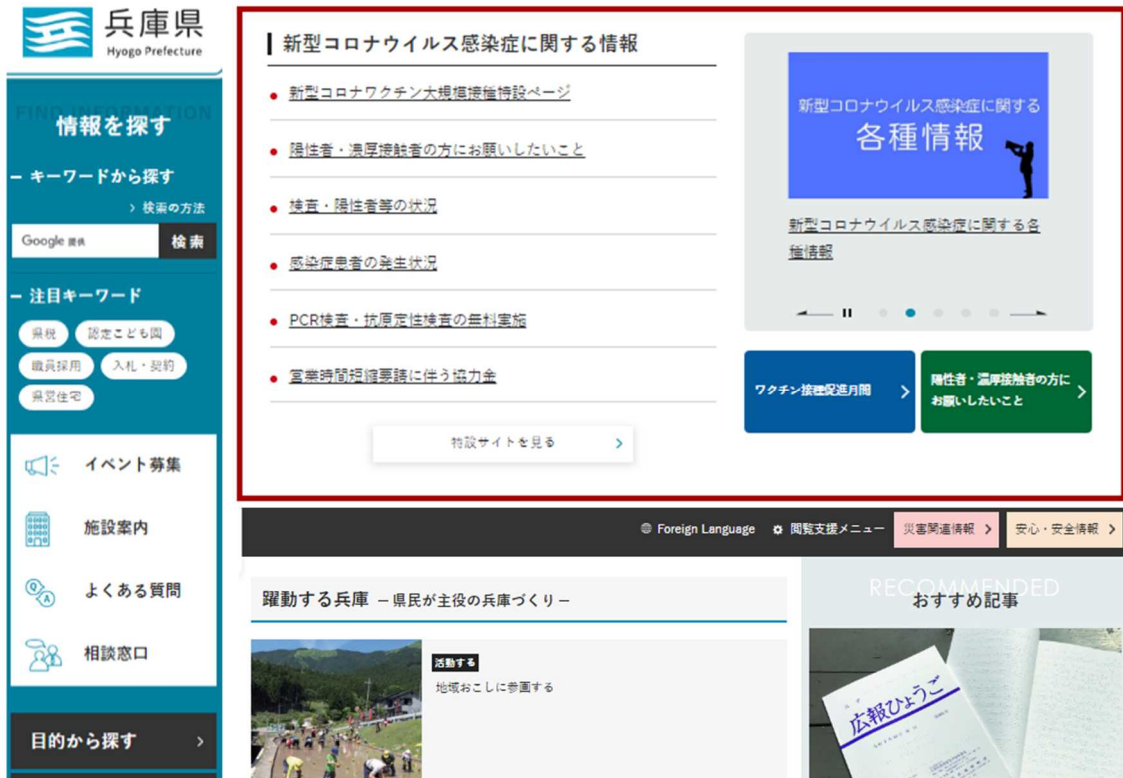 兵庫県
Hyogo Prefecture
FIND INFORMATION
情報を探す
キーワードから探す
検索の方法
Google 提供
検索
注目キーワード
県税
認定こども園
職員採用
入札・契約
県営住宅
イベント募集
施設案内
よくある質問
相談窓口
目的から探す
新型コロナウイルス感染症に関する情報
新型コロナワクチン大規模接種特設ページ
陽性者・濃厚接触者の方にお願いしたいこと
検査・陽性者等の状況
感染症患者の発生状況
PCR検査・抗原定性検査の無料実施
営業時間短縮要請に伴う協力金
特設サイトを見る
新型コロナウイルス感染症に関する
各種情報
新型コロナウイルス感染症に関する各
種情報
ワクチン接種促進月間
陽性者・濃厚接触者の方に
お願いしたいこと
Foreign Language
閲覧支援メニュー
災害関連情報
安心・安全情報
躍動する兵庫 －県民が主役の兵庫づくり－
活動する
地域おこしに参画する
RECOMMENDED
おすすめ記事
広報ひょうご